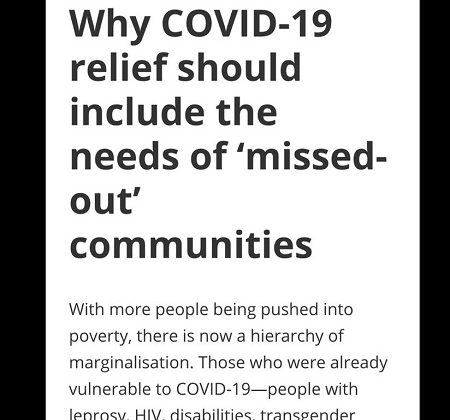 Why COVID-19
relief should
include the
needs of ‘missed-
out’
communities
With more people being pushed into
poverty, there is now a hierarchy of
marginalisation. Those who were already
vulnerable to COVID-19—people with
leprosy, HIV, disabilities, transgender